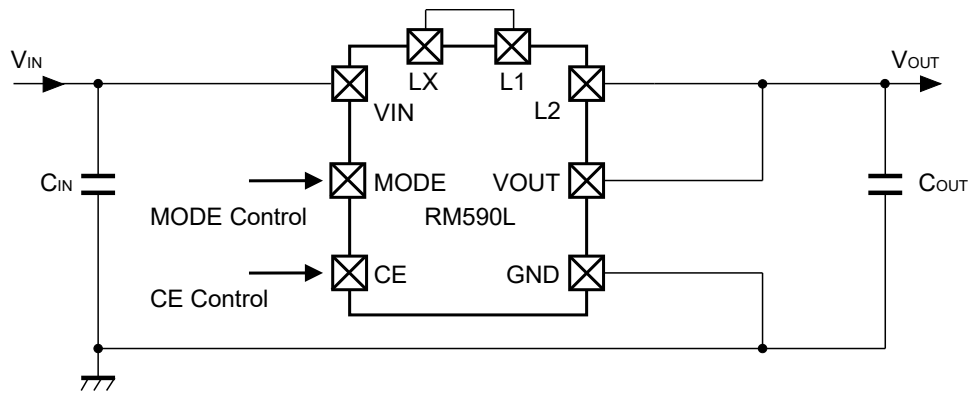 VIN
LX
L1
VOUT
VIN
L2
CIN
MODE
VOUT
COUT
MODE Control
RM590L
CE
GND
CE Control